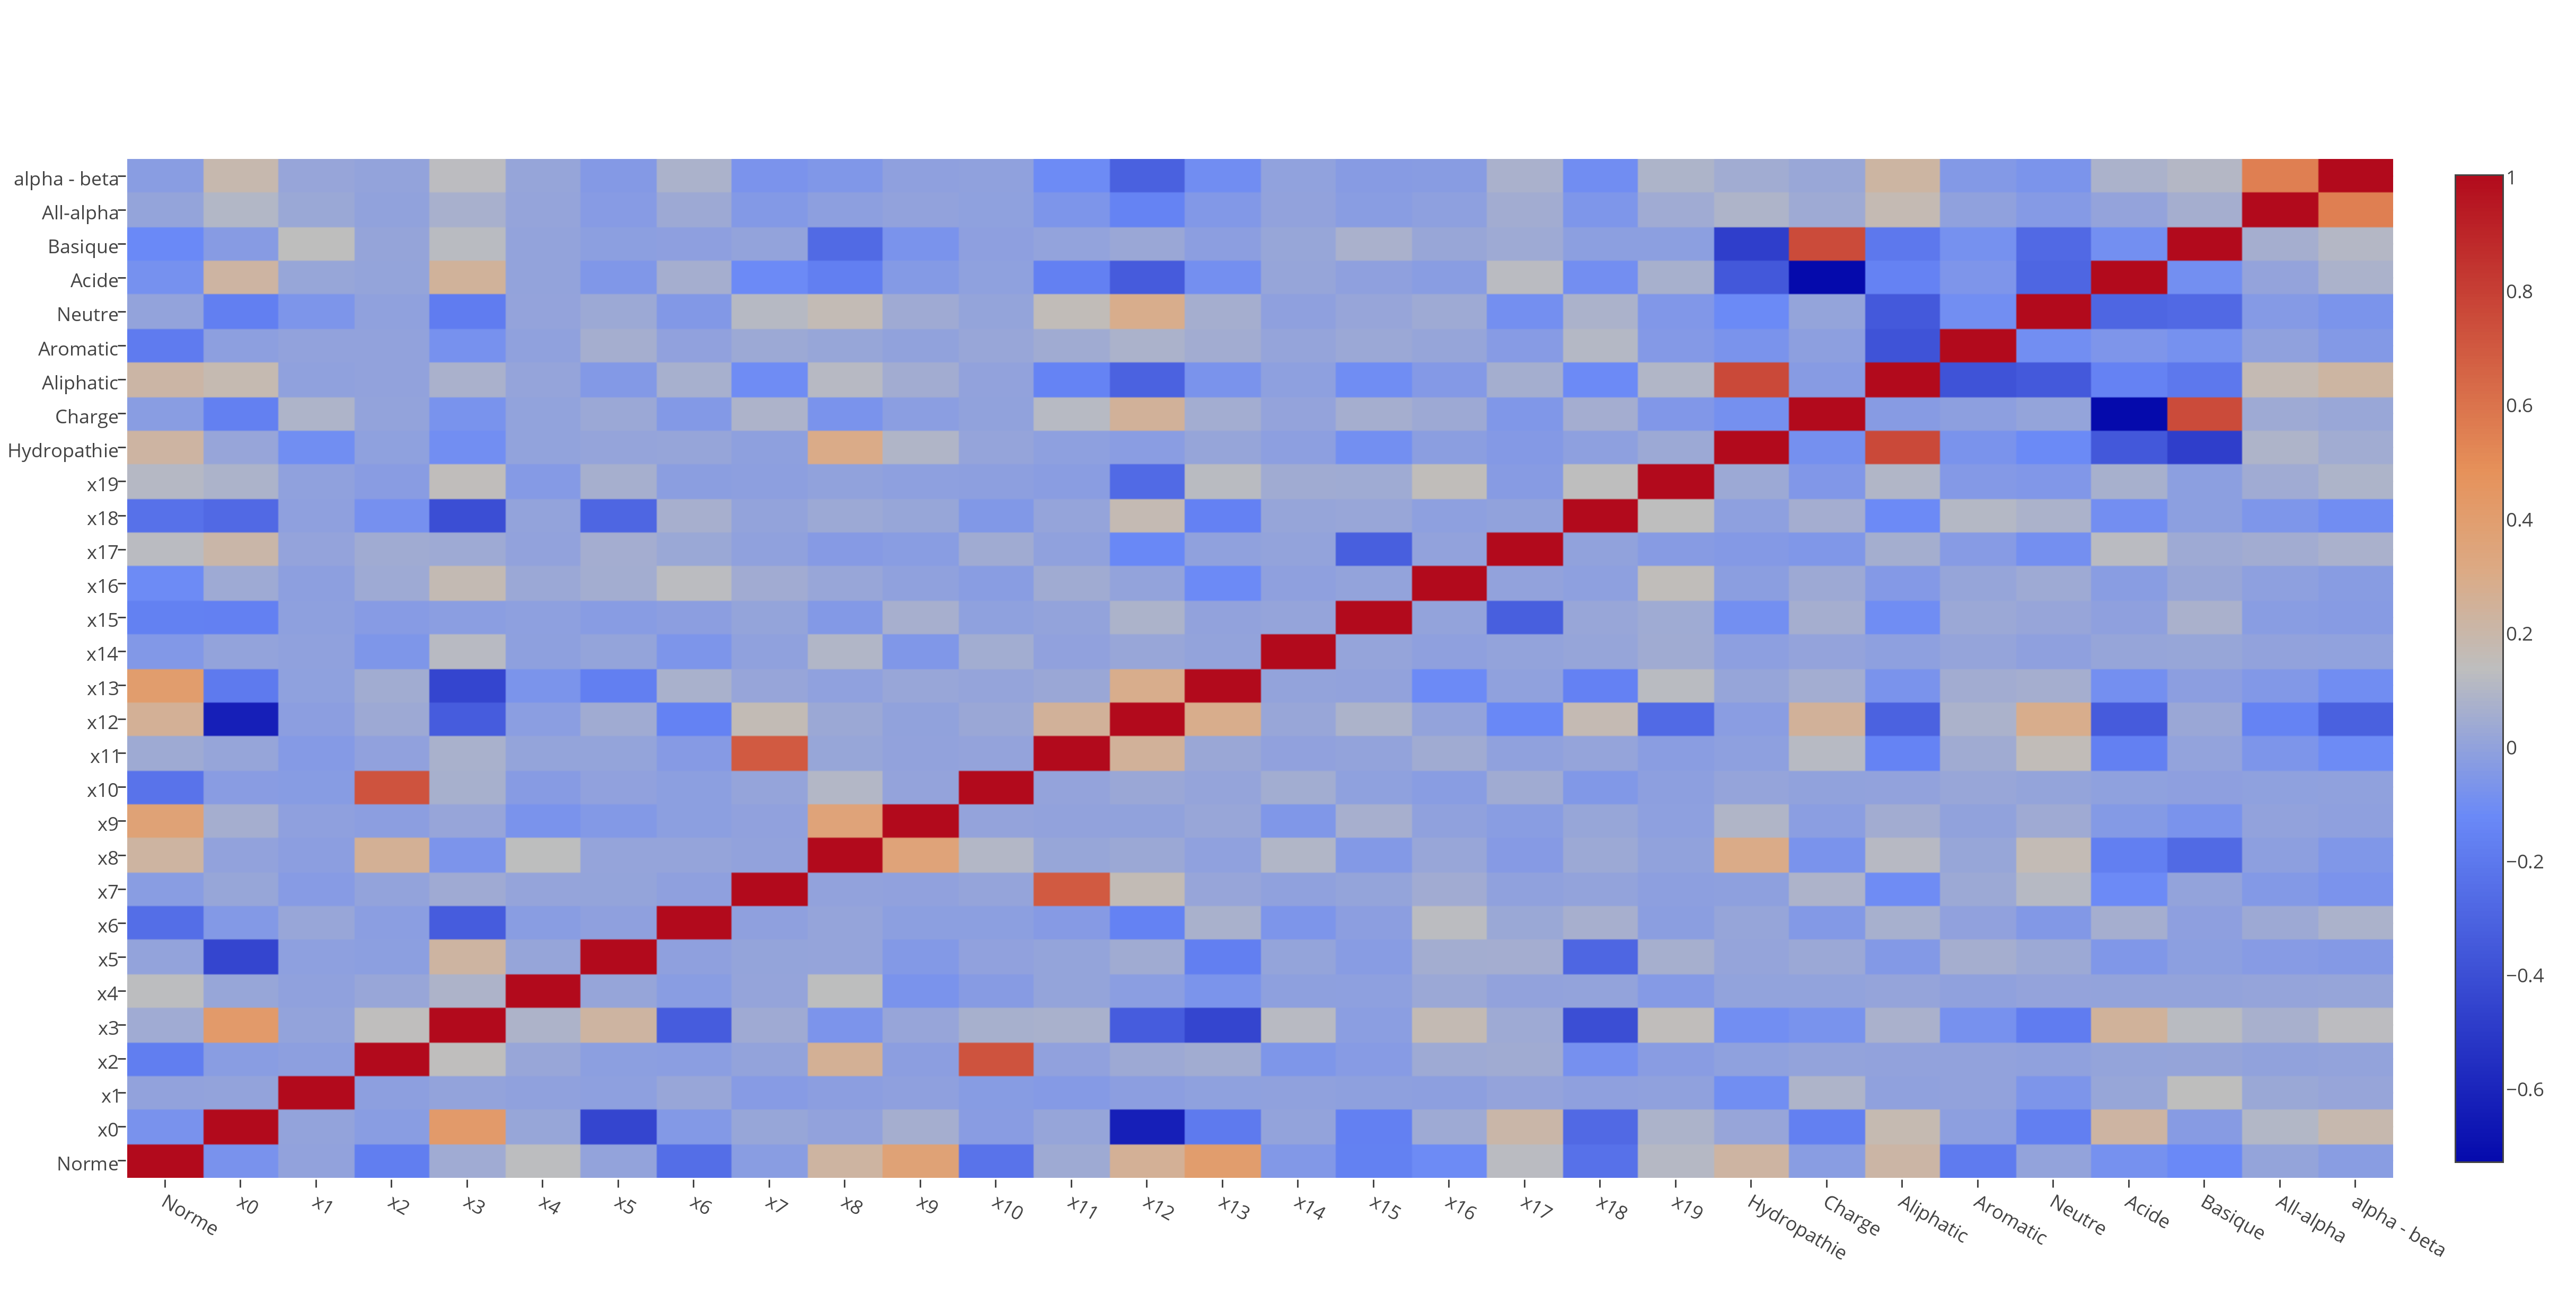 alpha - beta
All-alpha
Basique
Acide
Neutre
Aromatic
Aliphatic
Charge
Hydropathie
x19
x18
x17
x16
x15
x14
x13
x12
x11
x10
x9
x8
x7
x6
x5
x4
x3
x2
x1
x0
Norme
Norme x0 x1 x2 x3 x4 x5 x6 x7 x8 x9 x10 x11 x12 x13 x14 x15 x16 x17 x18 x19 Hydropathie Charge Aliphatic Aromatic Neutre Acide Basique All-alpha alpha - beta
1
0.8
0.6
0.4
0.2
0
−0.2
−0.4
−0.6